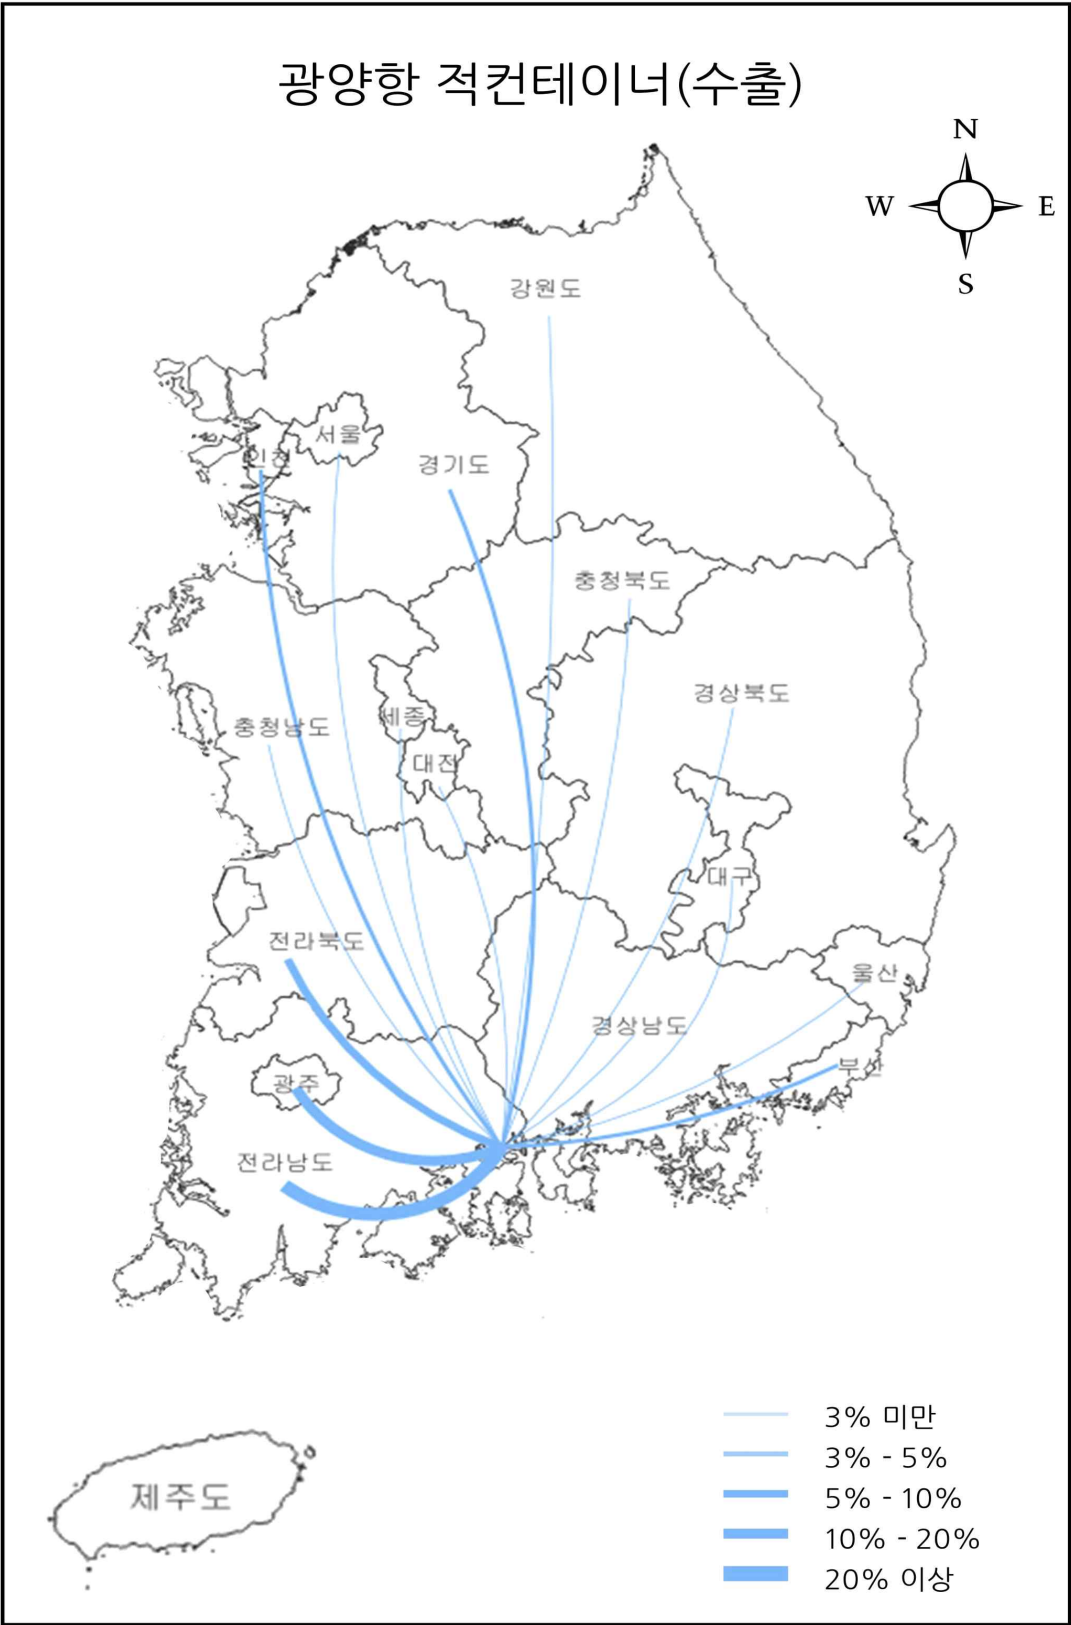 광양항 적컨테이너(수출)
N
W
E
S
강원도
서울
인천
경기도
충청북도
경상북도
세종
충청남도
대전
대구
전라북도
울산
경상남도
부산
광주
전라남도
제주도
3% 미만
3% - 5%
5% - 10%
10% - 20%
20% 이상